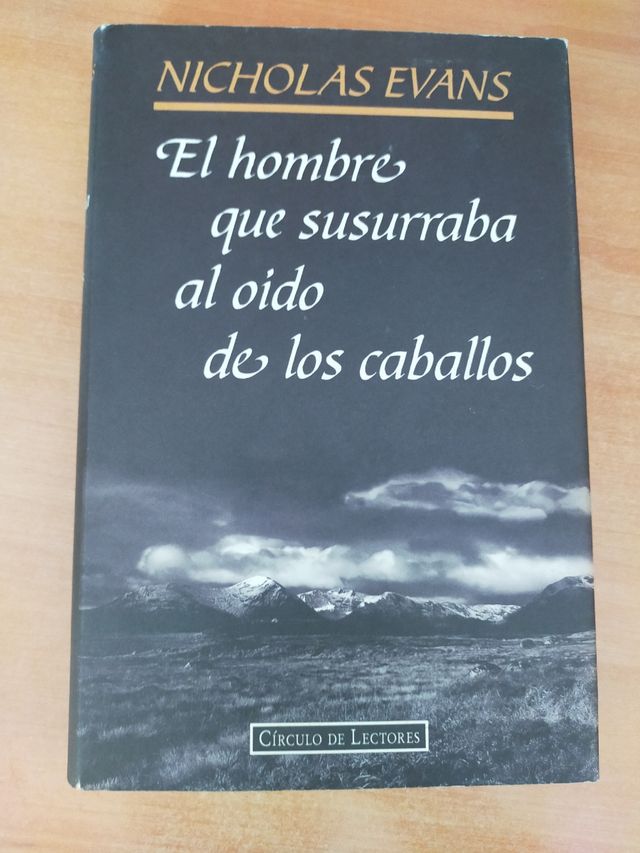 NICHOLAS EVANS
El hombre
que susurraba
al oido
de los caballos
CÍRCULO DE LECTORES